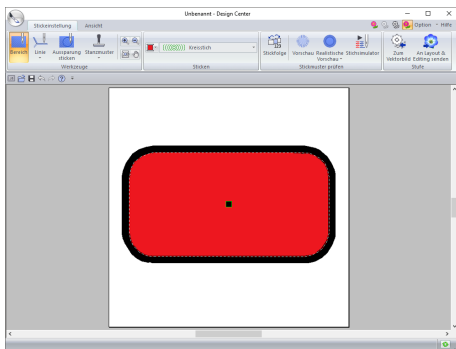 Unbenannt - Design Center
Stickeinstellung Ansicht
Option Hilfe
Bereich Linie Aussparung sticken Stanzmuster
Kreisstich
Stickfolge Vorschau Realistische Vorschau Stichsimulator
Zum Vektorbild An Layout & Editing senden
Werkzeuge Sticken Stickmuster prüfen Stufe